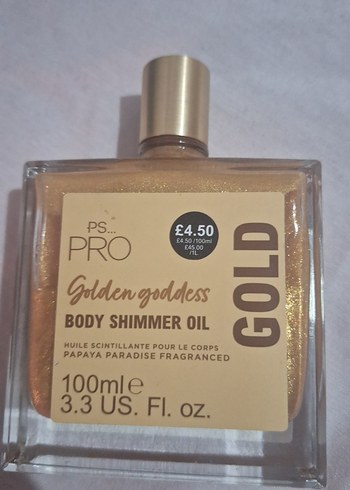 PS...
PRO
£4.50
£4.50 /100ml
£45.00
/1L
Golden goddess
BODY SHIMMER OIL
GOLD
HUILE SCINTILLANTE POUR LE CORPS
PAPAYA PARADISE FRAGRANCED
100ml e
3.3 US. Fl. oz.